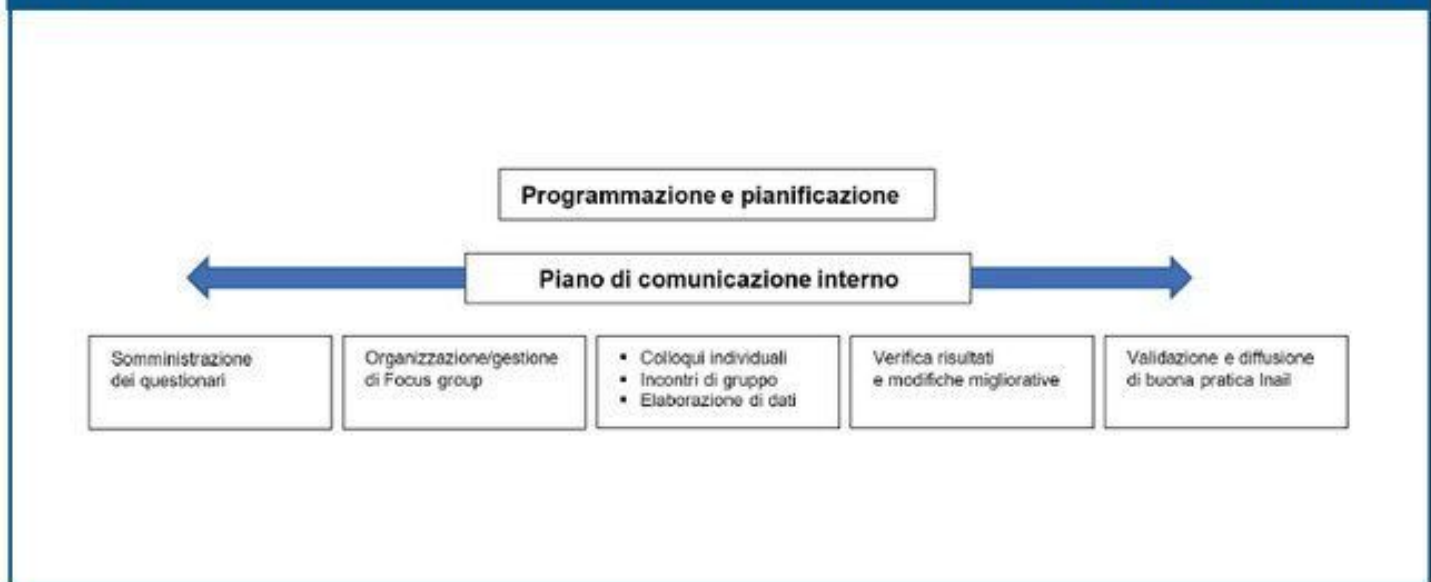 Programmazione e pianificazione
Piano di comunicazione interno
Somministrazione
dei questionari
Organizzazione/gestione
di Focus group
▪ Colloqui individuali
▪ Incontri di gruppo
▪ Elaborazione di dati
Verifica risultati
e modifiche migliorative
Validazione e diffusione
di buona pratica Inail